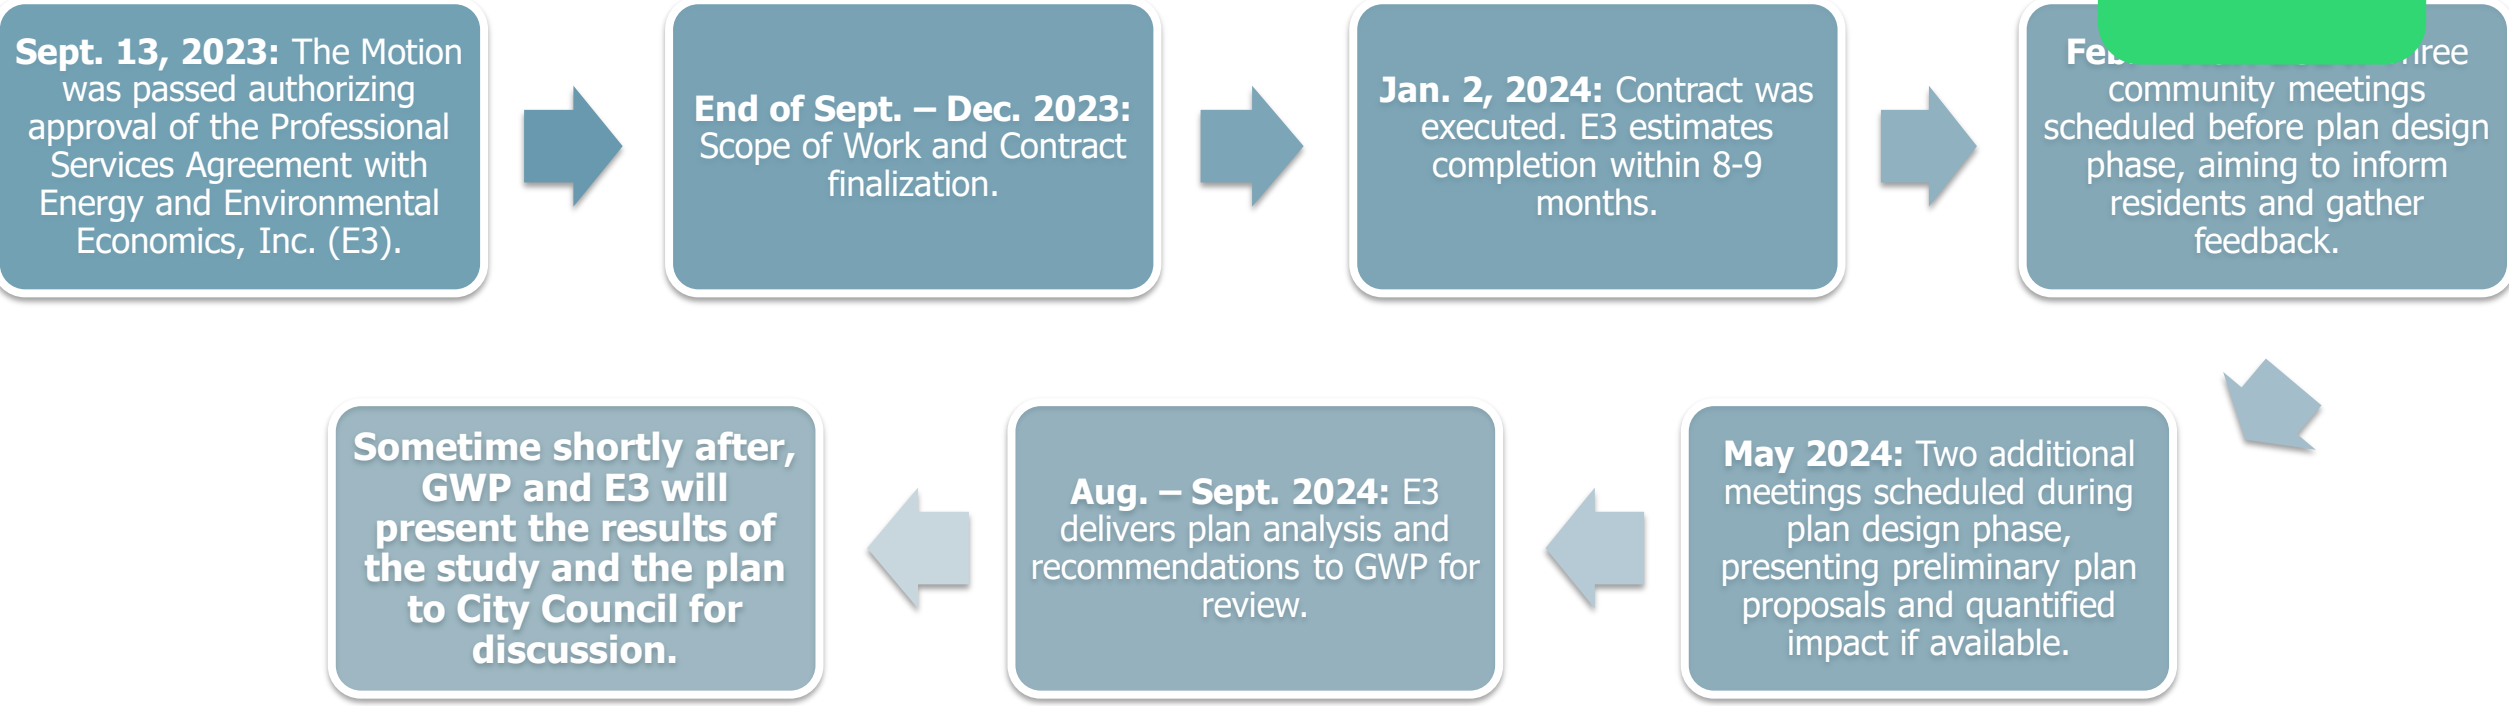 Sept. 13, 2023: The Motion
was passed authorizing
approval of the Professional
Services Agreement with
Energy and Environmental
Economics, Inc. (E3).
End of Sept. – Dec. 2023:
Scope of Work and Contract
finalization.
Jan. 2, 2024: Contract was
executed. E3 estimates
completion within 8-9
months.
community meetings
scheduled before plan design
phase, aiming to inform
residents and gather
feedback.
May 2024: Two additional
meetings scheduled during
plan design phase,
presenting preliminary plan
proposals and quantified
impact if available.
Aug. – Sept. 2024: E3
delivers plan analysis and
recommendations to GWP for
review.
Sometime shortly after,
GWP and E3 will
present the results of
the study and the plan
to City Council for
discussion.